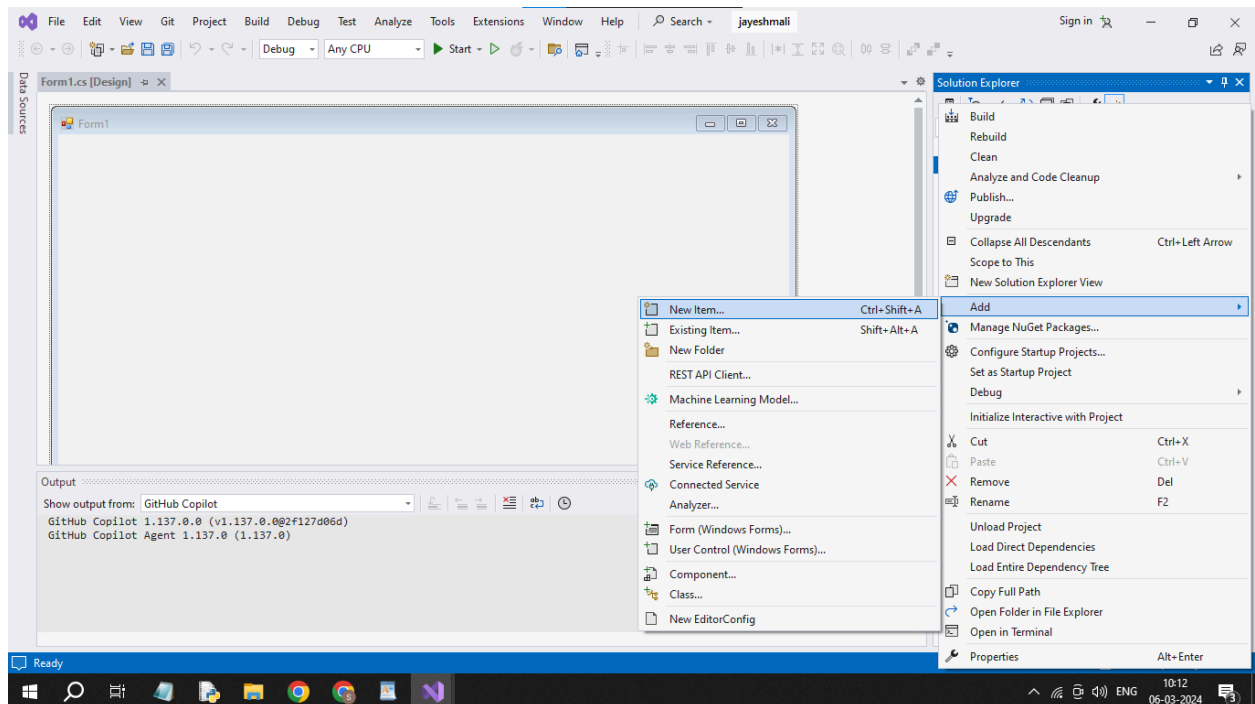 File Edit View Git Project Build Debug Test Analyze Tools Extensions Window Help Search jayeshmali Sign in
Debug Any CPU Start
Data Sources
Form1.cs [Design]
Solution Explorer
Form1
Build
Rebuild
Clean
Analyze and Code Cleanup
Publish...
Upgrade
Collapse All Descendants Ctrl+Left Arrow
Scope to This
New Solution Explorer View
Add
Manage NuGet Packages...
Configure Startup Projects...
Set as Startup Project
Debug
Initialize Interactive with Project
Cut Ctrl+X
Paste Ctrl+V
Remove Del
Rename F2
Unload Project
Load Direct Dependencies
Load Entire Dependency Tree
Copy Full Path
Open Folder in File Explorer
Open in Terminal
Properties Alt+Enter
New Item... Ctrl+Shift+A
Existing Item... Shift+Alt+A
New Folder
REST API Client...
Machine Learning Model...
Reference...
Web Reference...
Service Reference...
Connected Service
Analyzer...
Form (Windows Forms)...
User Control (Windows Forms)...
Component...
Class...
New EditorConfig
Output
Show output from: GitHub Copilot
GitHub Copilot 1.137.0.0 (v1.137.0.0@2f127d06d)
GitHub Copilot Agent 1.137.0 (1.137.0)
Ready
ENG
10:12
06-03-2024
3